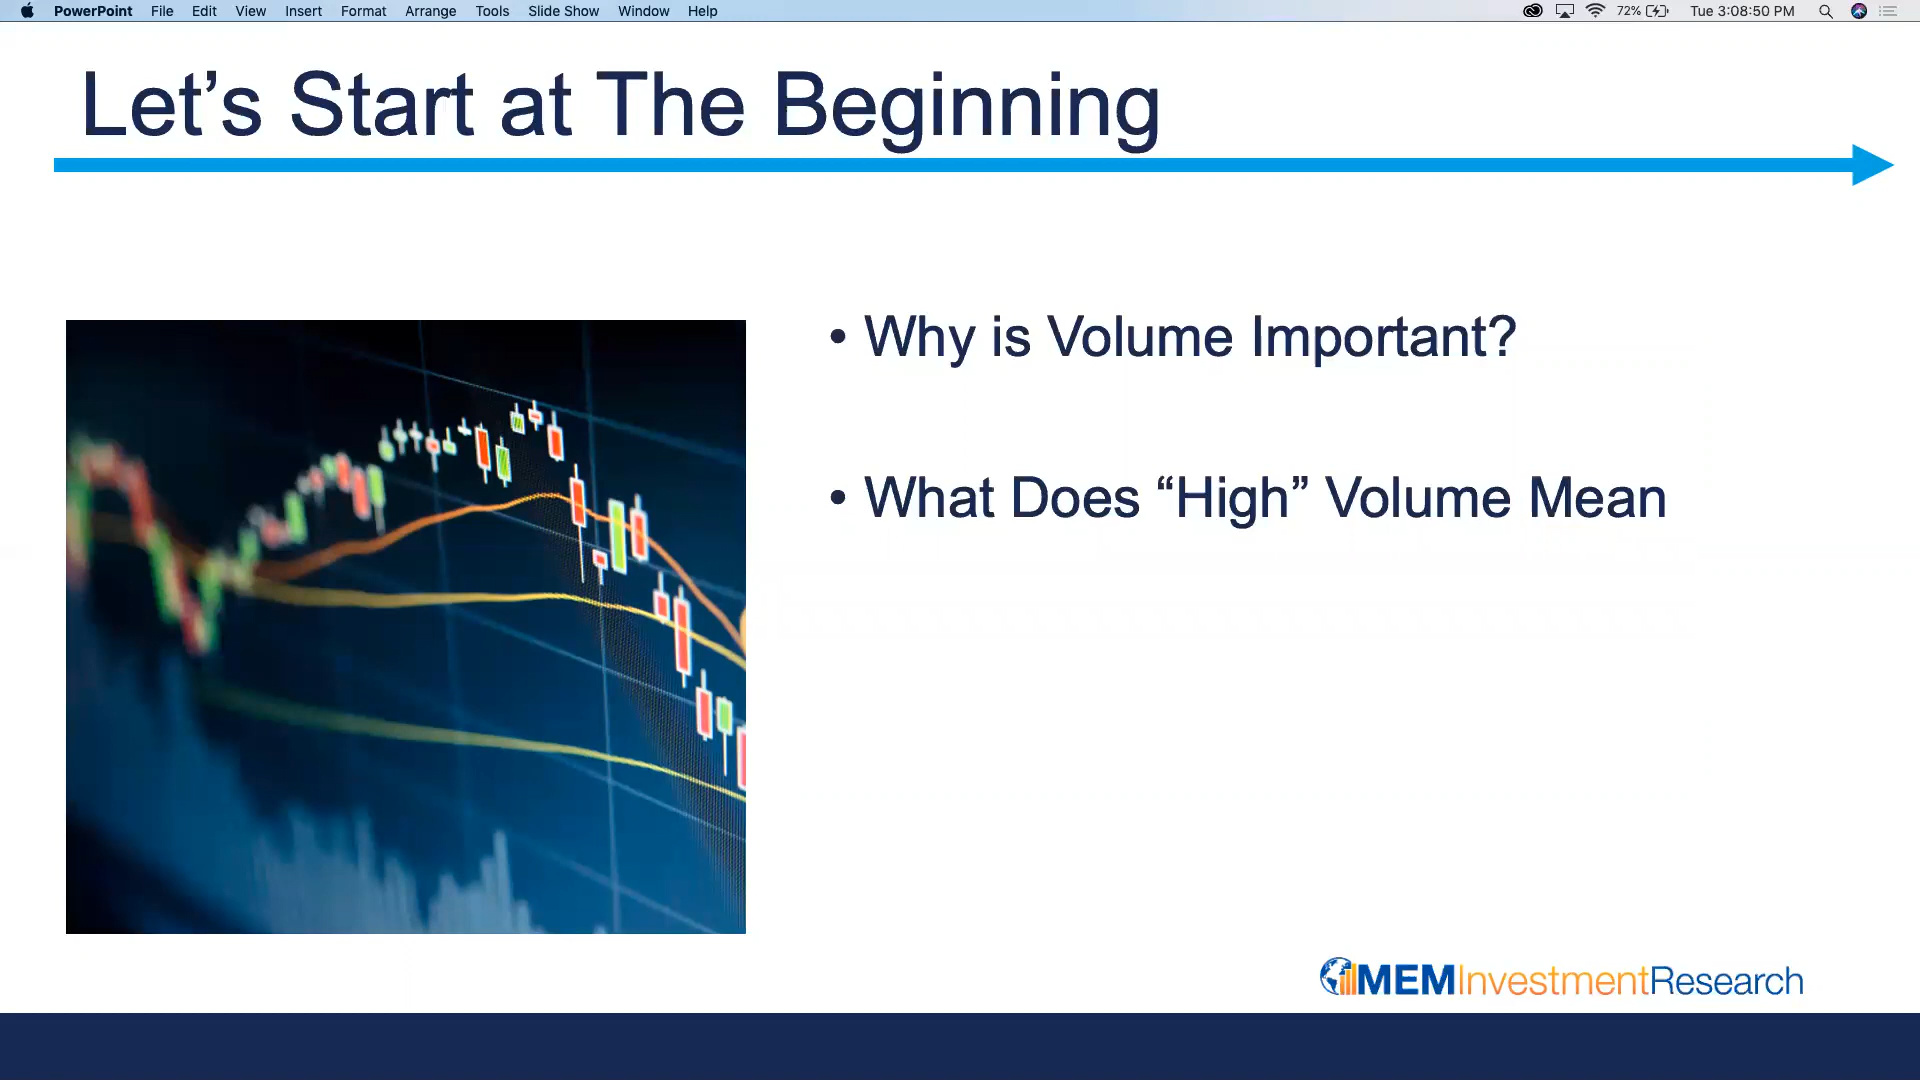 PowerPoint File Edit View Insert Format Arrange Tools Slide Show Window Help 72% Tue 3:08:50 PM
Let’s Start at The Beginning
• Why is Volume Important?
• What Does “High” Volume Mean
MEMInvestmentResearch